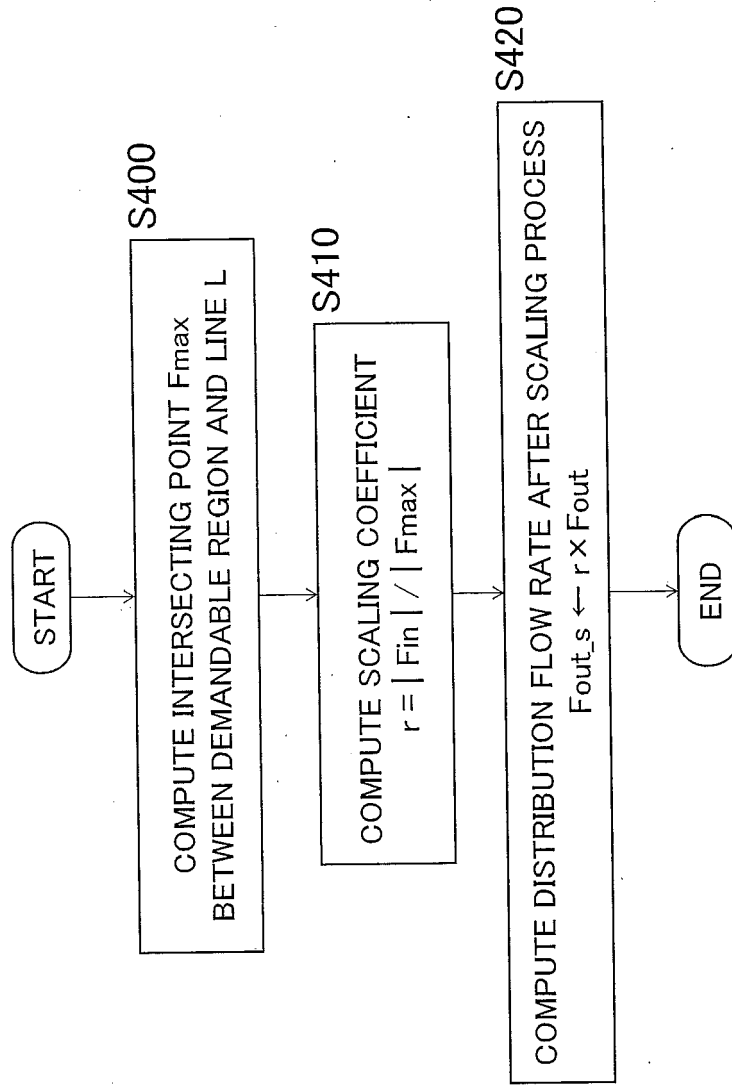 START
S400
COMPUTE INTERSECTING POINT Fmax
BETWEEN DEMANDABLE REGION AND LINE L
S410
COMPUTE SCALING COEFFICIENT
r = | Fin | / | Fmax |
S420
COMPUTE DISTRIBUTION FLOW RATE AFTER SCALING PROCESS
Fout_s ← r × Fout
END